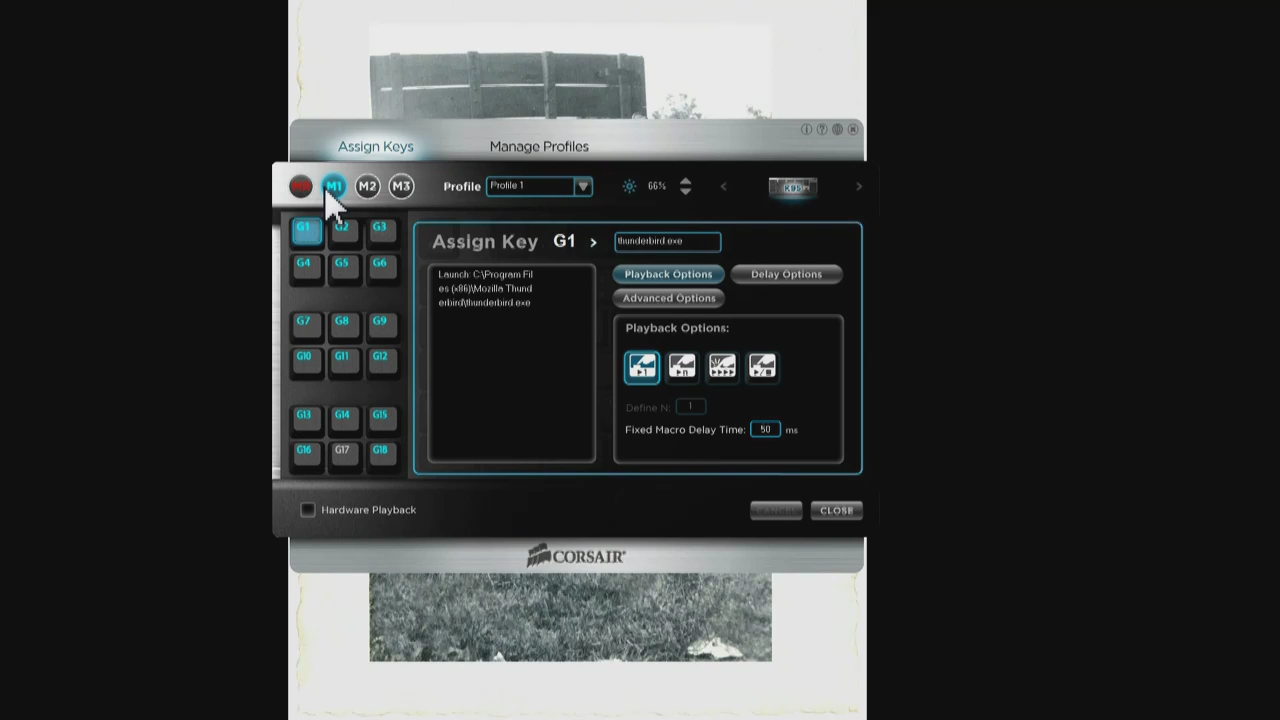 Assign Keys
Manage Profiles
MR M1 M2 M3 Profile Profile 1 66% K95
G1 G2 G3
G4 G5 G6
G7 G8 G9
G10 G11 G12
G13 G14 G15
G16 G17 G18
Assign Key G1 > thunderbird.exe
Launch: C:\Program Fil
es (x86)\Mozilla Thund
erbird\thunderbird.exe
Playback Options Delay Options
Advanced Options
Playback Options:
Define N: 1
Fixed Macro Delay Time: 50 ms
Hardware Playback
CANCEL CLOSE
CORSAIR